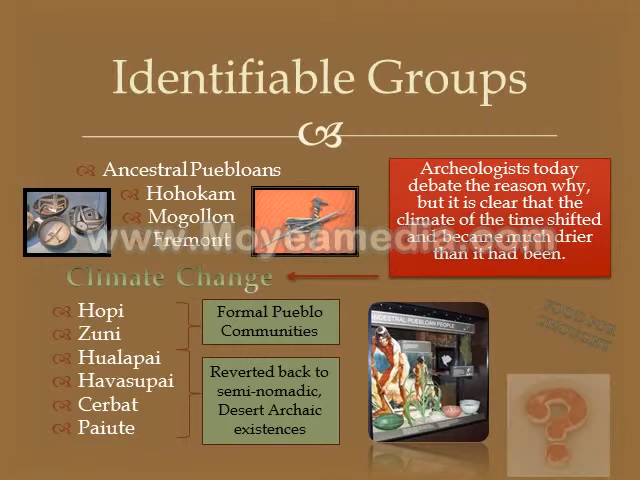 Identifiable Groups
Ancestral Puebloans
Hohokam
Mogollon
Fremont
Archeologists today
debate the reason why,
but it is clear that the
climate of the time shifted
and became much drier
than it had been.
www.Moyeamedia.com
Climate Change
Hopi
Zuni
Hualapai
Havasupai
Cerbat
Paiute
Formal Pueblo
Communities
Reverted back to
semi-nomadic,
Desert Archaic
existences
ANCESTRAL PUEBLOAN PEOPLE
FOOD FOR
THOUGHT
?